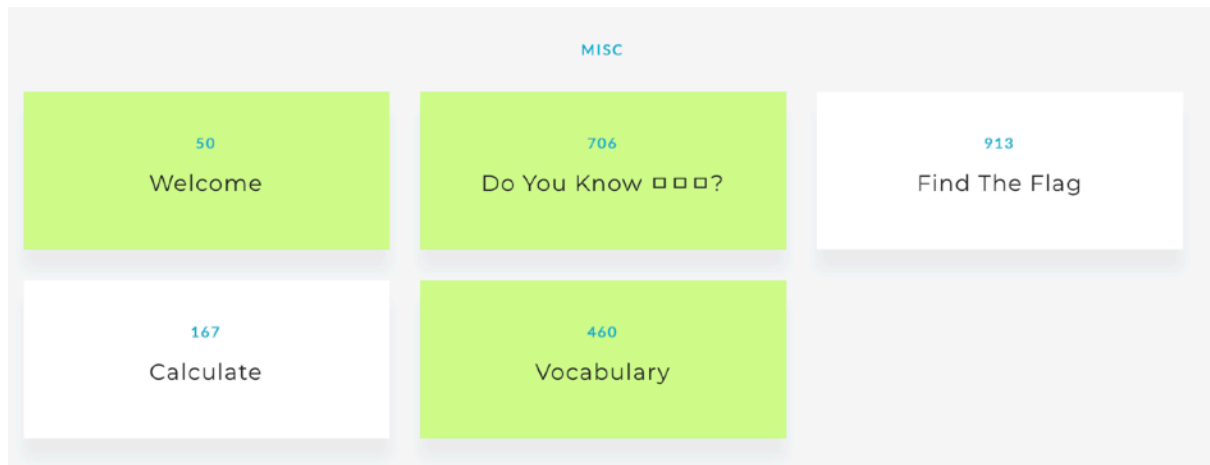 MISC
50
Welcome
706
Do You Know □□□?
913
Find The Flag
167
Calculate
460
Vocabulary